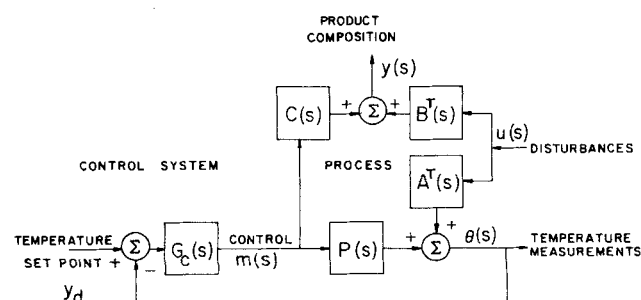 PRODUCT
COMPOSITION
y(s)
C(s)
+ Σ +
B^T(s)
u(s)
CONTROL SYSTEM
PROCESS
DISTURBANCES
A^T(s)
+
TEMPERATURE
SET POINT +
Σ
−
G_c(s)
CONTROL
m(s)
P(s)
+
Σ
θ(s)
TEMPERATURE
MEASUREMENTS
y_d